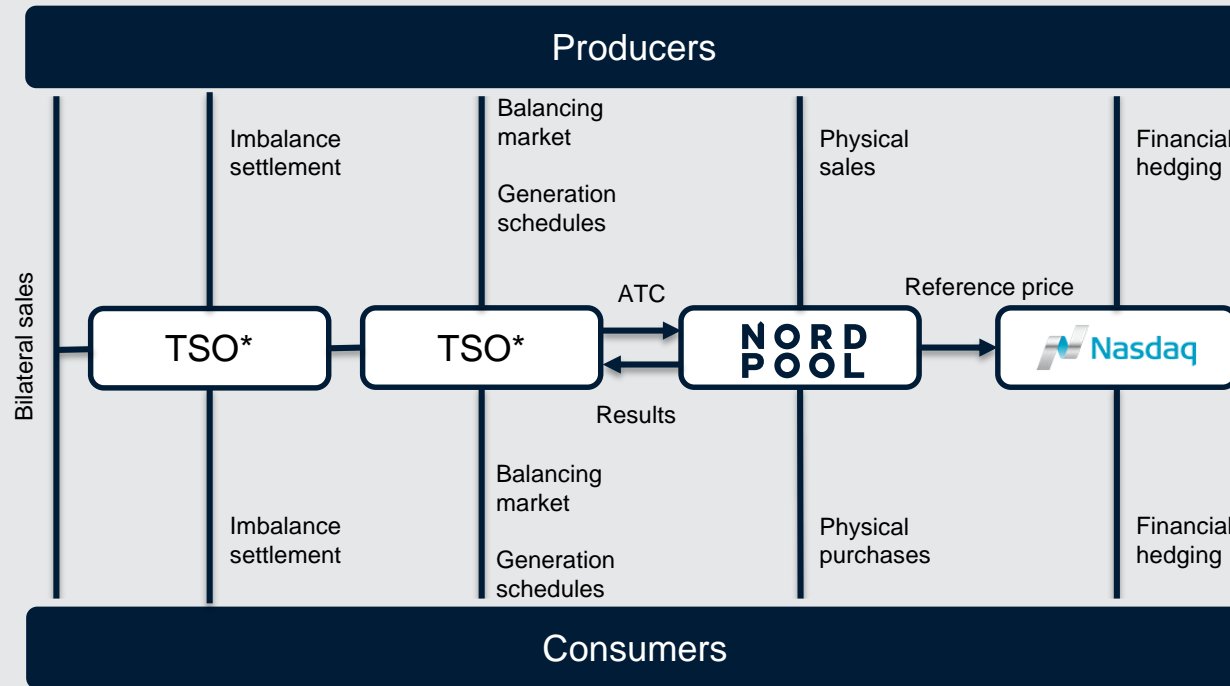 Producers
Imbalance
settlement
Balancing
market
Generation
schedules
Physical
sales
Financial
hedging
Bilateral sales
TSO*
TSO*
ATC
Results
NORD
POOL
Reference price
Nasdaq
Imbalance
settlement
Balancing
market
Generation
schedules
Physical
purchases
Financial
hedging
Consumers